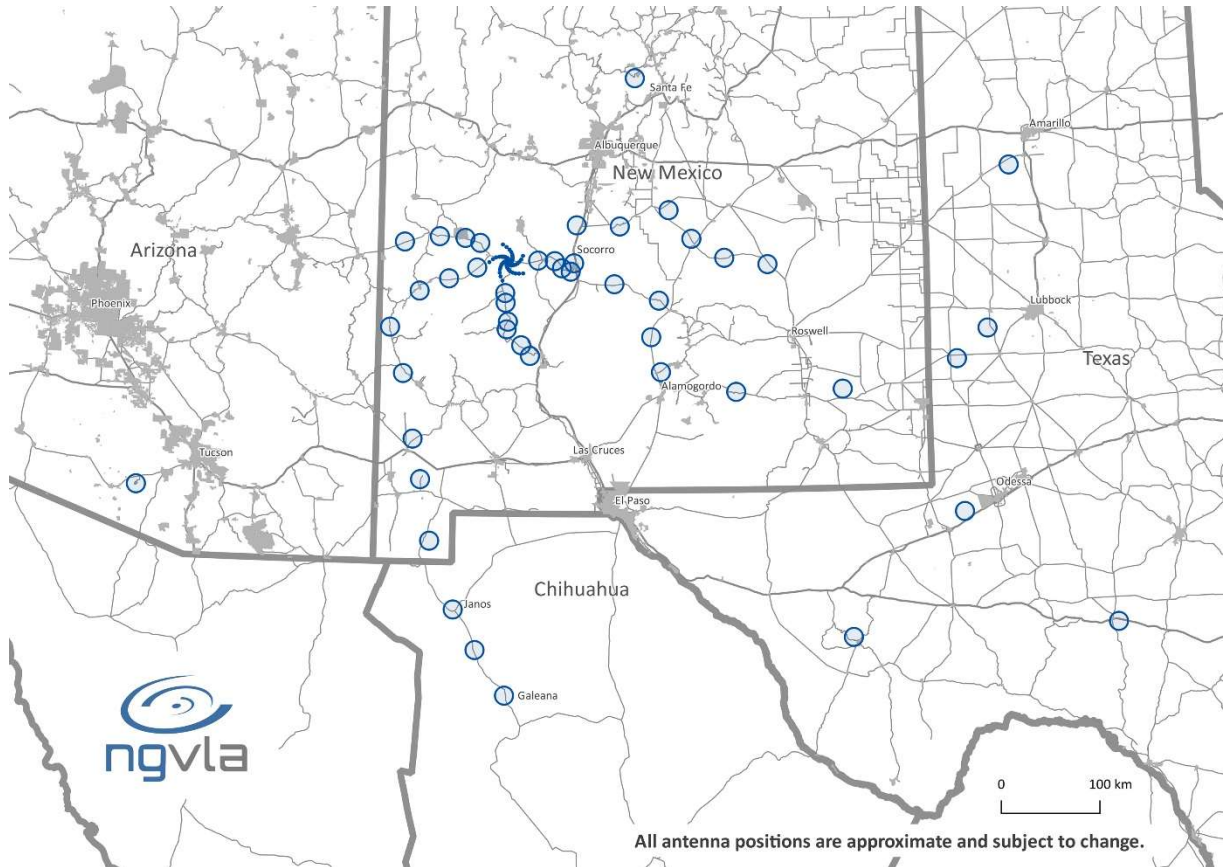 Santa Fe
Amarillo
Albuquerque
New Mexico
Arizona
Socorro
Phoenix
Lubbock
Roswell
Texas
Alamogordo
Tucson
Las Cruces
Odessa
El Paso
Chihuahua
Janos
Galeana
ngvla
0 100 km
All antenna positions are approximate and subject to change.